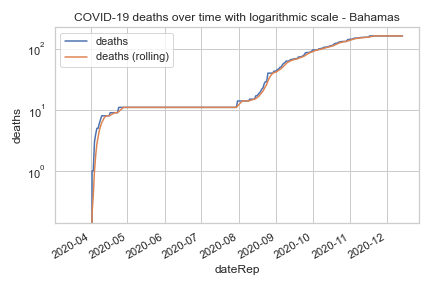 COVID-19 deaths over time with logarithmic scale - Bahamas
deaths
deaths (rolling)
10²
10¹
10⁰
deaths
2020-04
2020-05
2020-06
2020-07
2020-08
2020-09
2020-10
2020-11
2020-12
dateRep